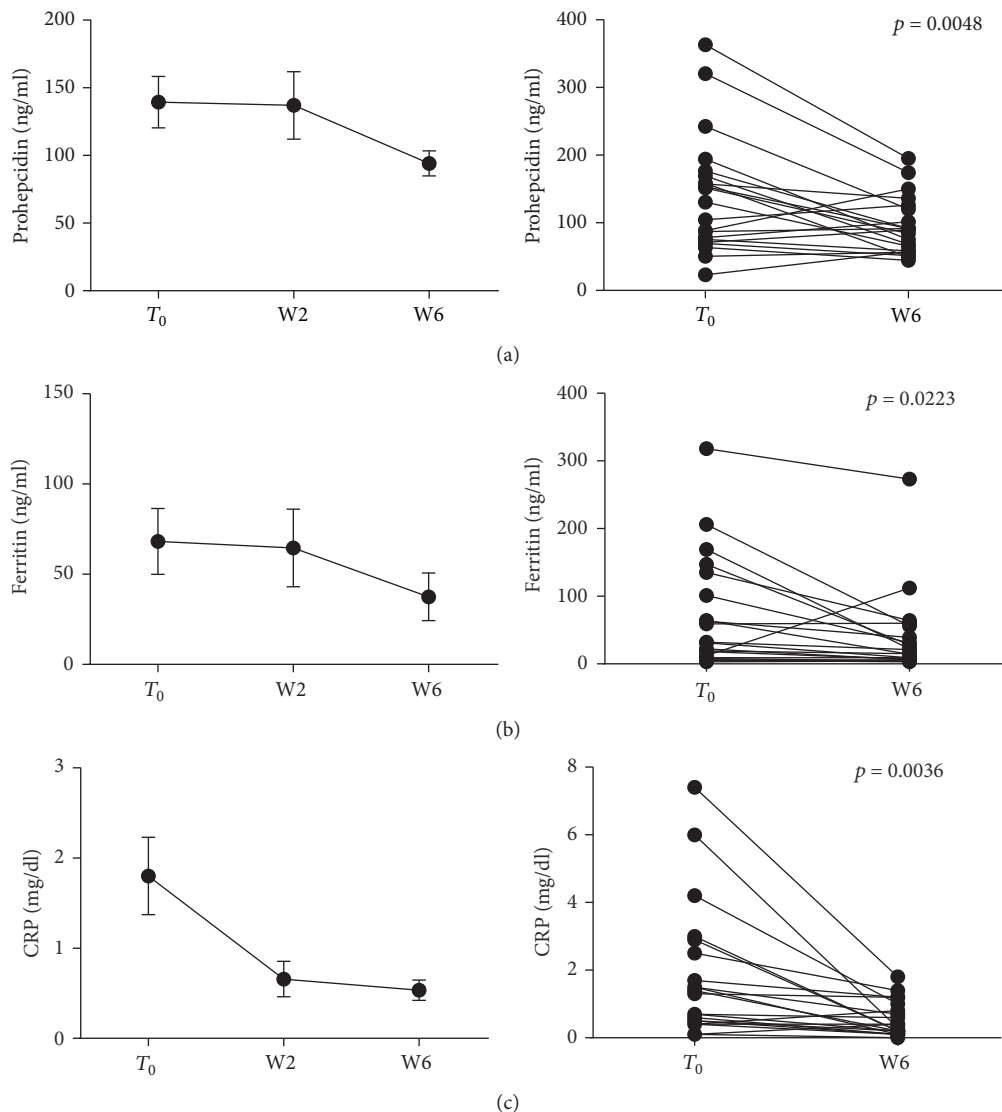 Prohepcidin (ng/ml)
200
150
100
50
0
T0
W2
W6
Prohepcidin (ng/ml)
400
300
200
100
0
T0
W6
p = 0.0048
(a)
Ferritin (ng/ml)
150
100
50
0
T0
W2
W6
Ferritin (ng/ml)
400
300
200
100
0
T0
W6
p = 0.0223
(b)
CRP (mg/dl)
3
2
1
0
T0
W2
W6
CRP (mg/dl)
8
6
4
2
0
T0
W6
p = 0.0036
(c)